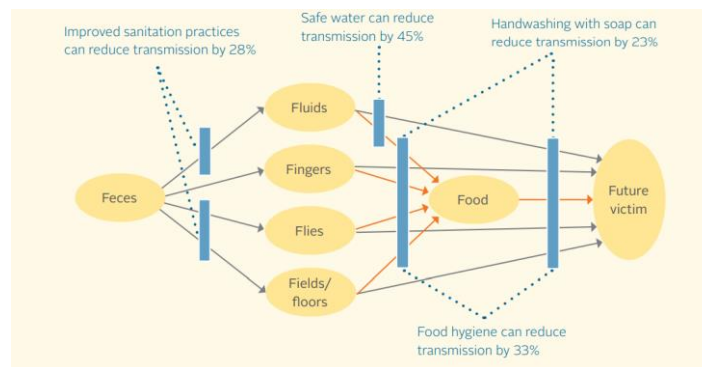 Improved sanitation practices
can reduce transmission by 28%
Safe water can reduce
transmission by 45%
Handwashing with soap can
reduce transmission by 23%
Fluids
Fingers
Feces
Food
Future
victim
Flies
Fields/
floors
Food hygiene can reduce
transmission by 33%